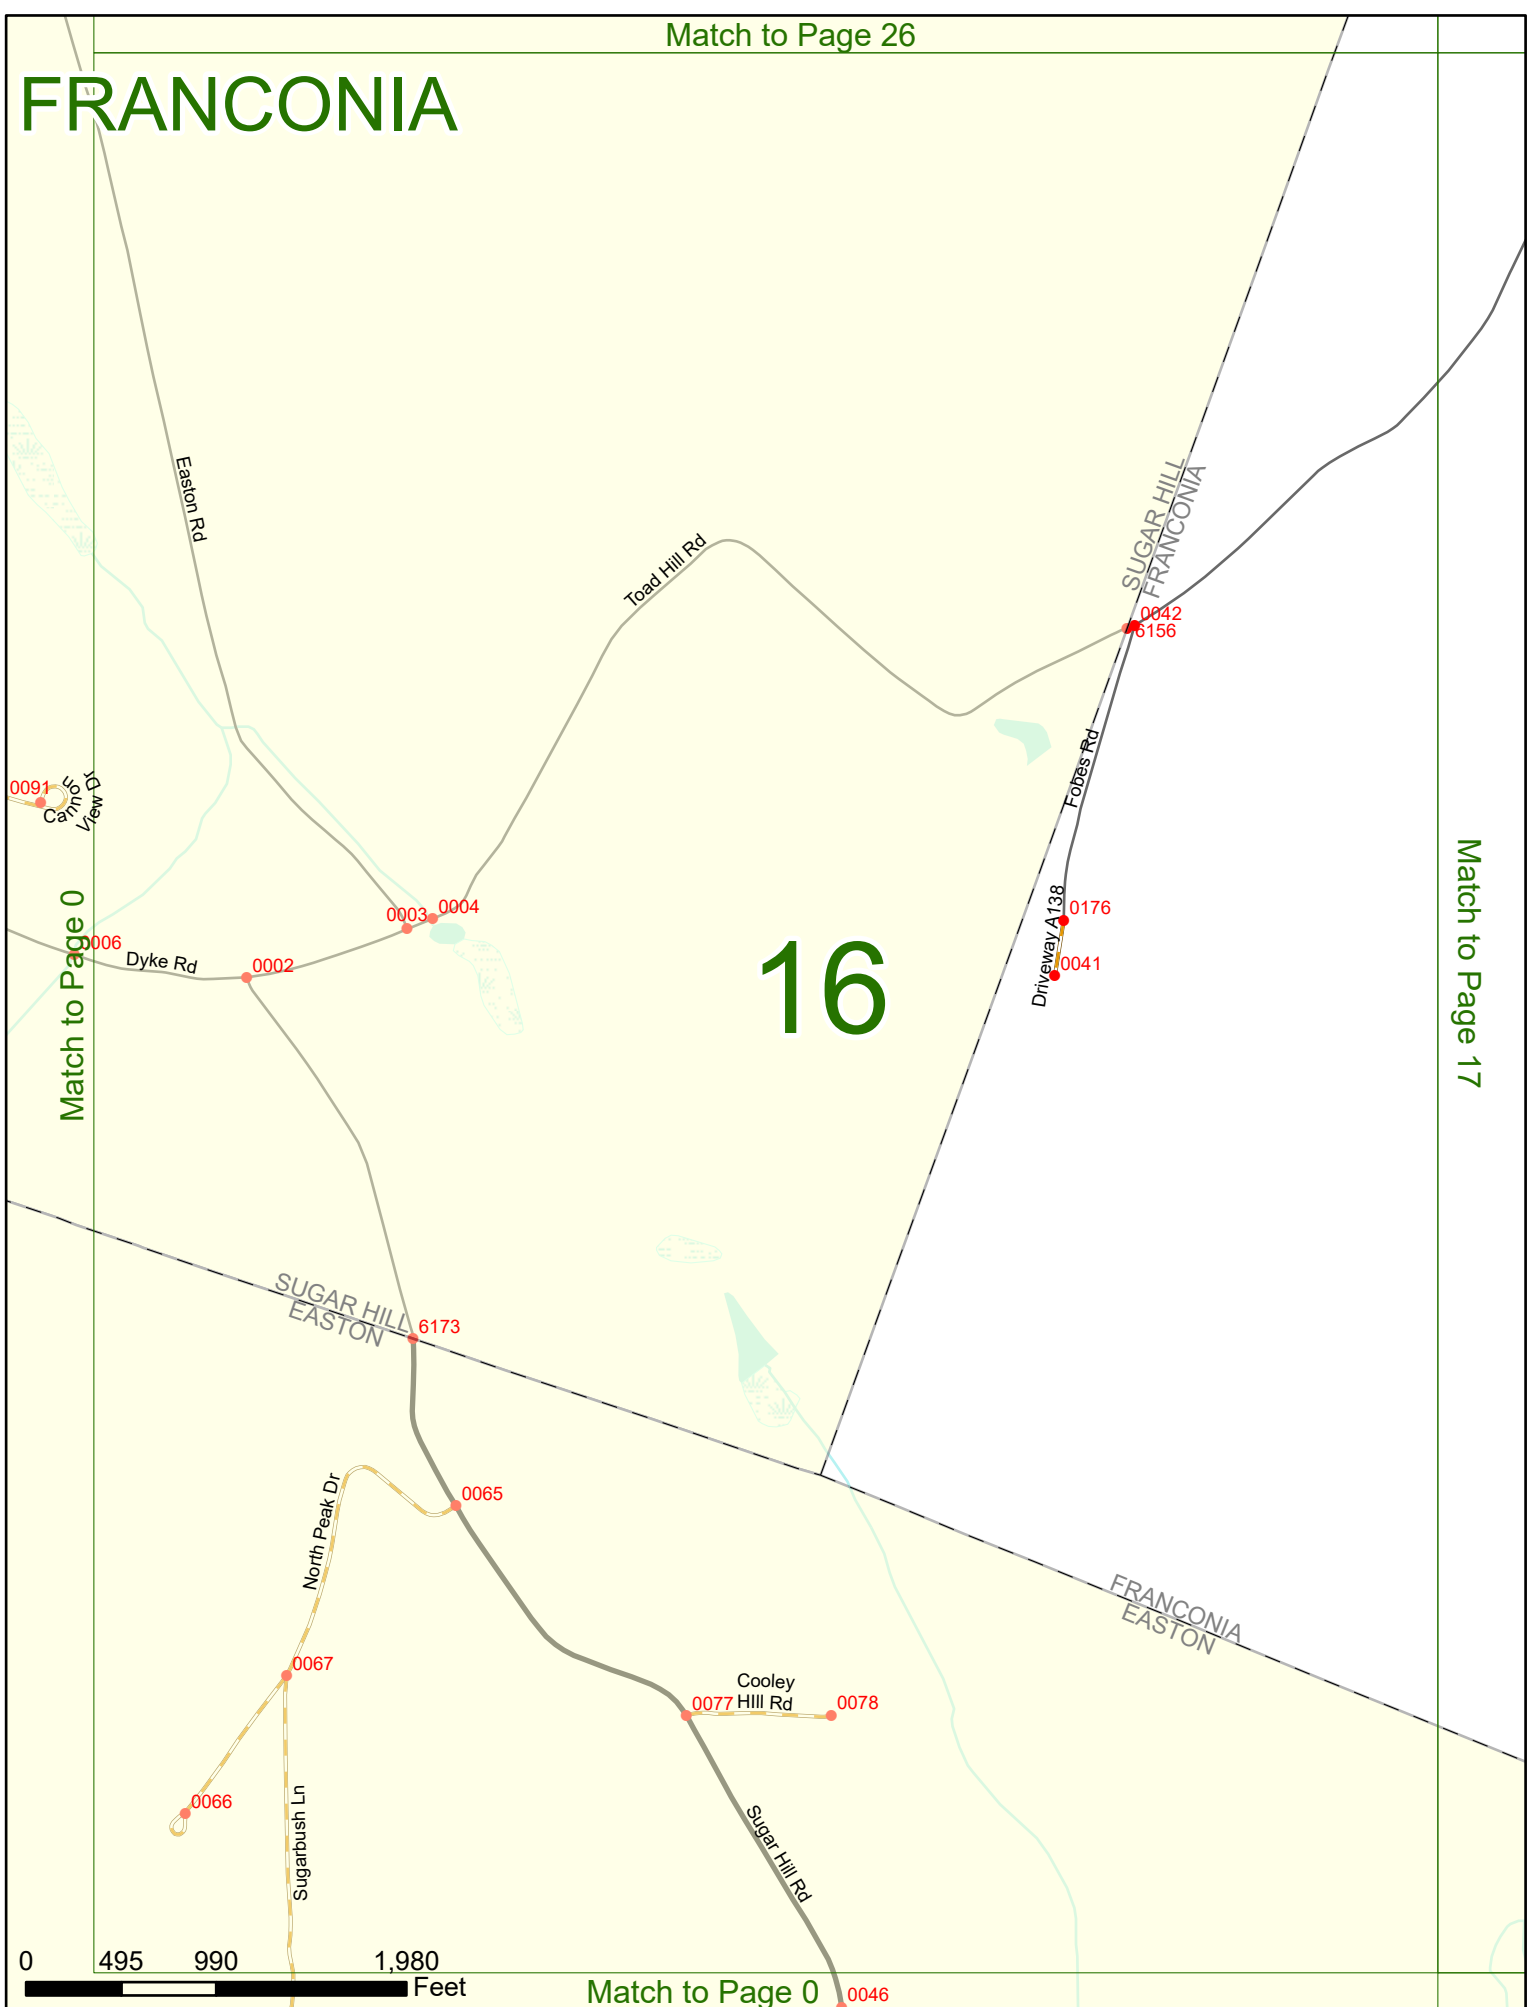 Match to Page 26
FRANCONIA
Easton Rd
Toad Hill Rd
SUGAR HILL
FRANCONIA
0042
6156
Fobes Rd
0091
Cannon
View Dr
Match to Page 0
Match to Page 17
0003
0004
0006
Dyke Rd
0002
16
Driveway A138
0176
0041
SUGAR HILL
EASTON
6173
North Peak Dr
0065
FRANCONIA
EASTON
0067
Cooley
HIll Rd
0077
0078
0066
Sugarbush Ln
Sugar Hill Rd
0 495 990 1,980
Feet
Match to Page 0
0046